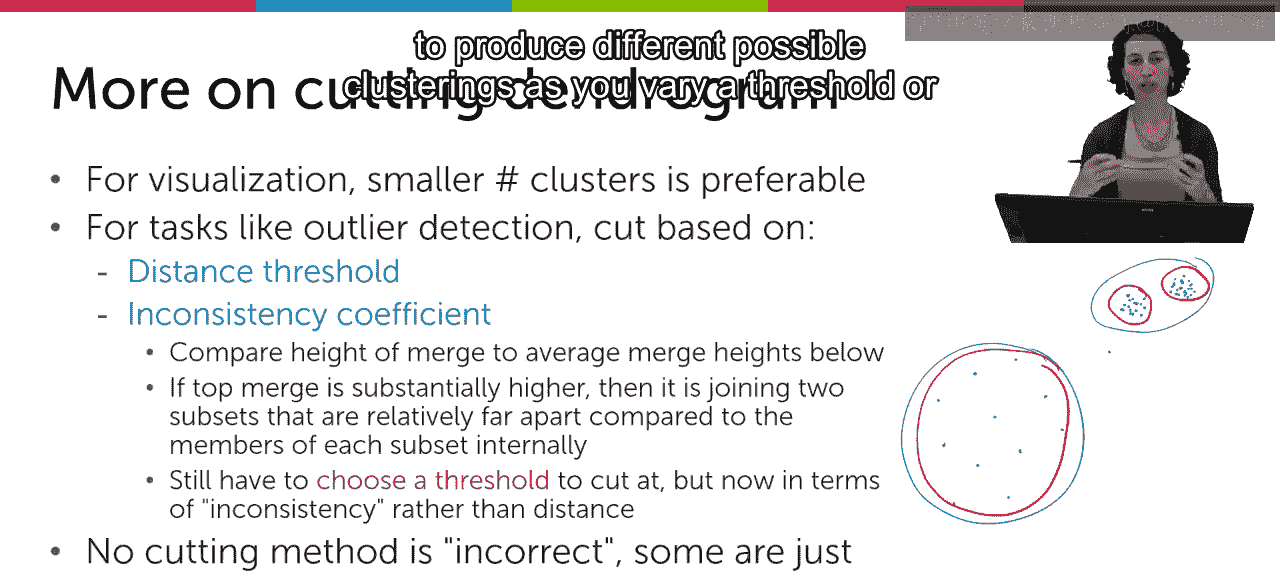 to produce different possible
clusterings as you vary a threshold or
More on cutting dendrogram
• For visualization, smaller # clusters is preferable
• For tasks like outlier detection, cut based on:
- Distance threshold
- Inconsistency coefficient
• Compare height of merge to average merge heights below
• If top merge is substantially higher, then it is joining two
subsets that are relatively far apart compared to the
members of each subset internally
• Still have to choose a threshold to cut at, but now in terms
of "inconsistency" rather than distance
• No cutting method is "incorrect", some are just